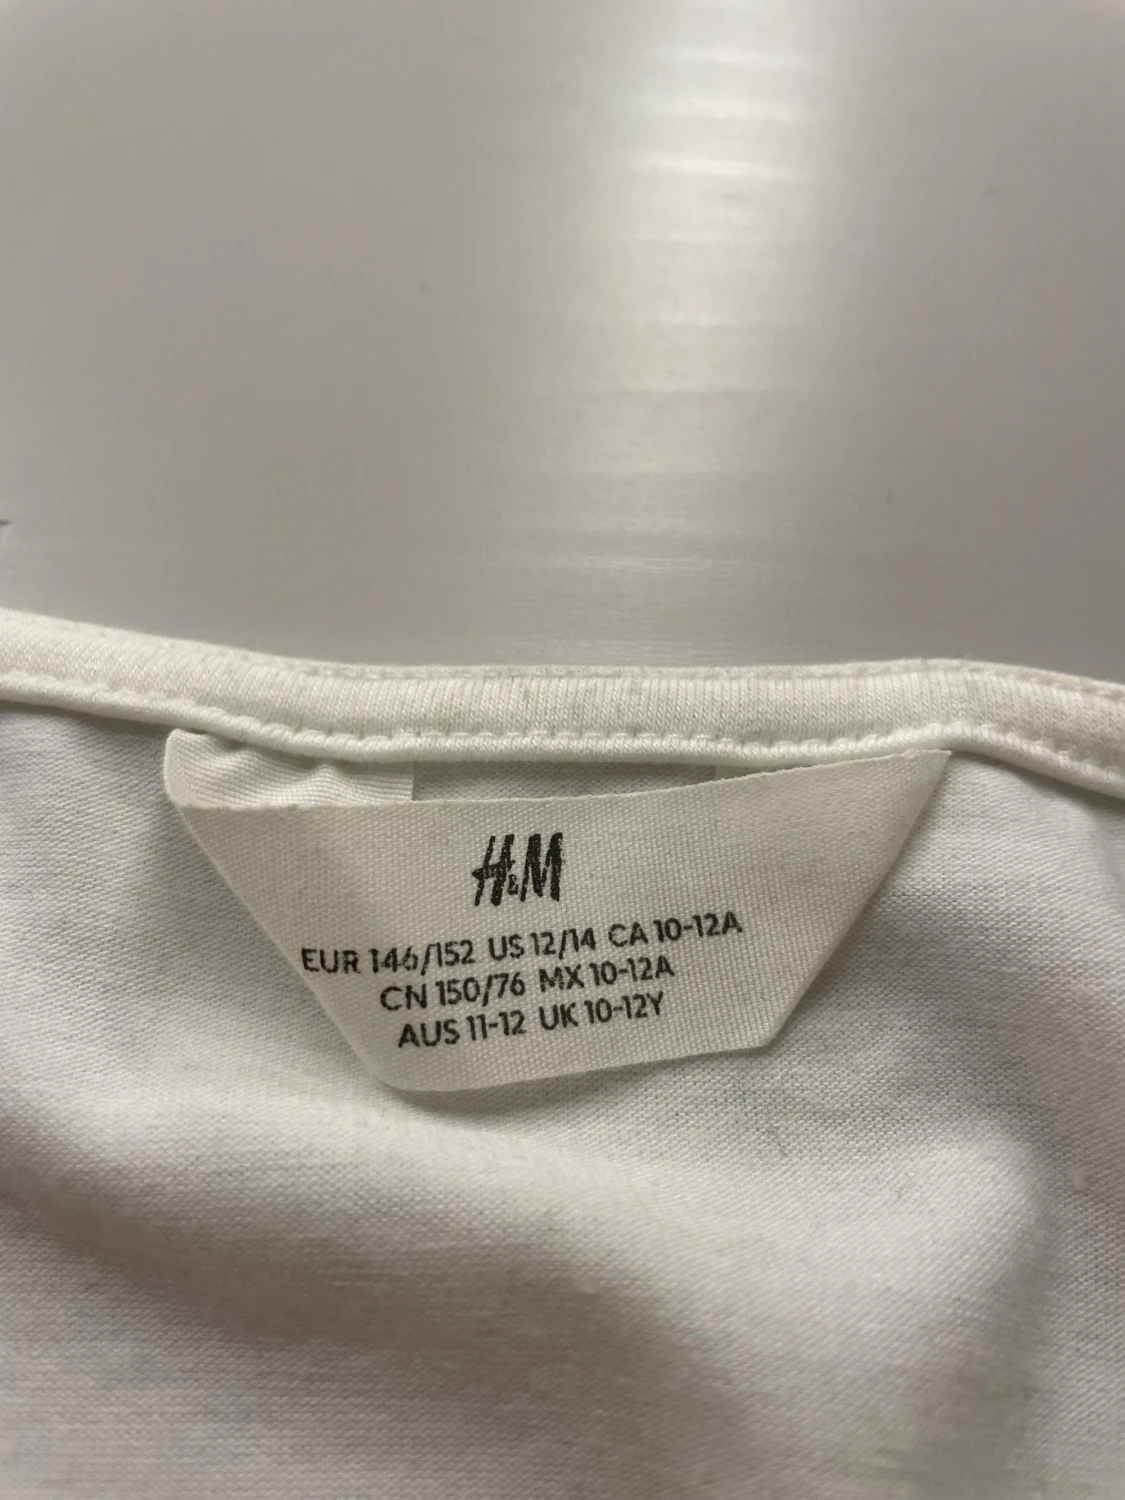 H&M
EUR 146/152 US 12/14 CA 10-12A
CN 150/76 MX 10-12A
AUS 11-12 UK 10-12Y